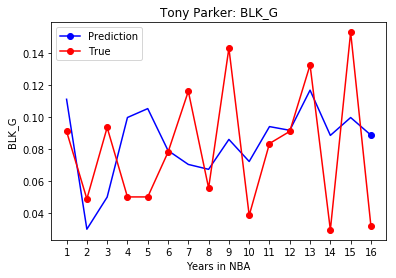 Tony Parker: BLK_G
Prediction
True
0.14
0.12
0.10
0.08
0.06
0.04
BLK_G
1 2 3 4 5 6 7 8 9 10 11 12 13 14 15 16
Years in NBA